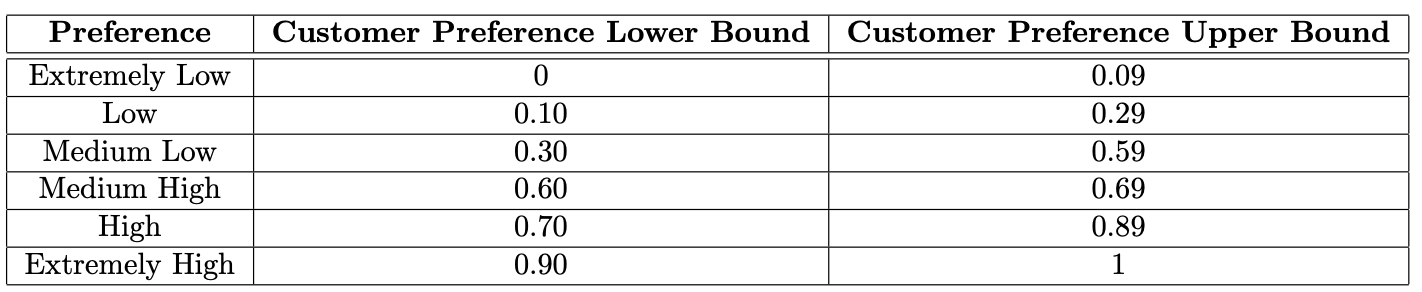 Preference Customer Preference Lower Bound Customer Preference Upper Bound
Extremely Low 0 0.09
Low 0.10 0.29
Medium Low 0.30 0.59
Medium High 0.60 0.69
High 0.70 0.89
Extremely High 0.90 1